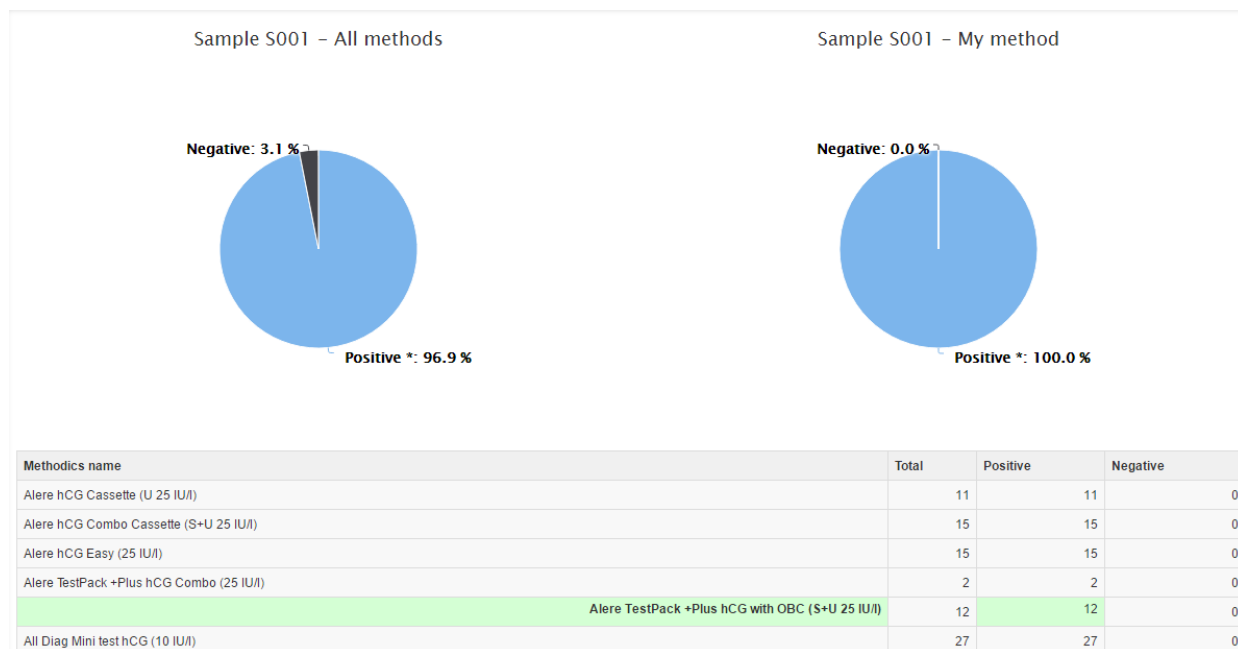 Sample S001 – All methods
Sample S001 – My method
Negative: 3.1 %
Negative: 0.0 %
Positive *: 96.9 %
Positive *: 100.0 %
Methodics name Total Positive Negative
Alere hCG Cassette (U 25 IU/l) 11 11 0
Alere hCG Combo Cassette (S+U 25 IU/l) 15 15 0
Alere hCG Easy (25 IU/l) 15 15 0
Alere TestPack +Plus hCG Combo (25 IU/l) 2 2 0
Alere TestPack +Plus hCG with OBC (S+U 25 IU/l) 12 12 0
All Diag Mini test hCG (10 IU/l) 27 27 0